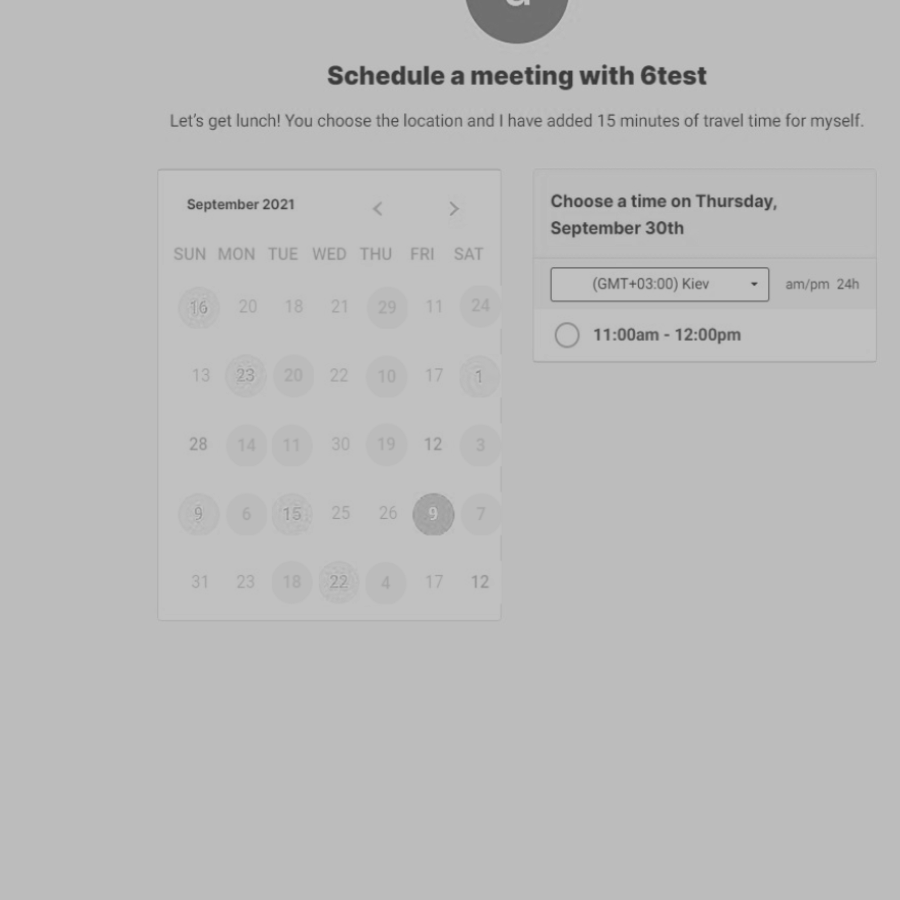 Schedule a meeting with 6test
Let's get lunch! You choose the location and I have added 15 minutes of travel time for myself.
September 2021
SUN MON TUE WED THU FRI SAT
16 20 18 21 29 11 24
13 23 20 22 10 17 1
28 14 11 30 19 12 3
9 6 15 25 26 9 7
31 23 18 22 4 17 12
Choose a time on Thursday,
September 30th
(GMT+03:00) Kiev am/pm 24h
11:00am - 12:00pm